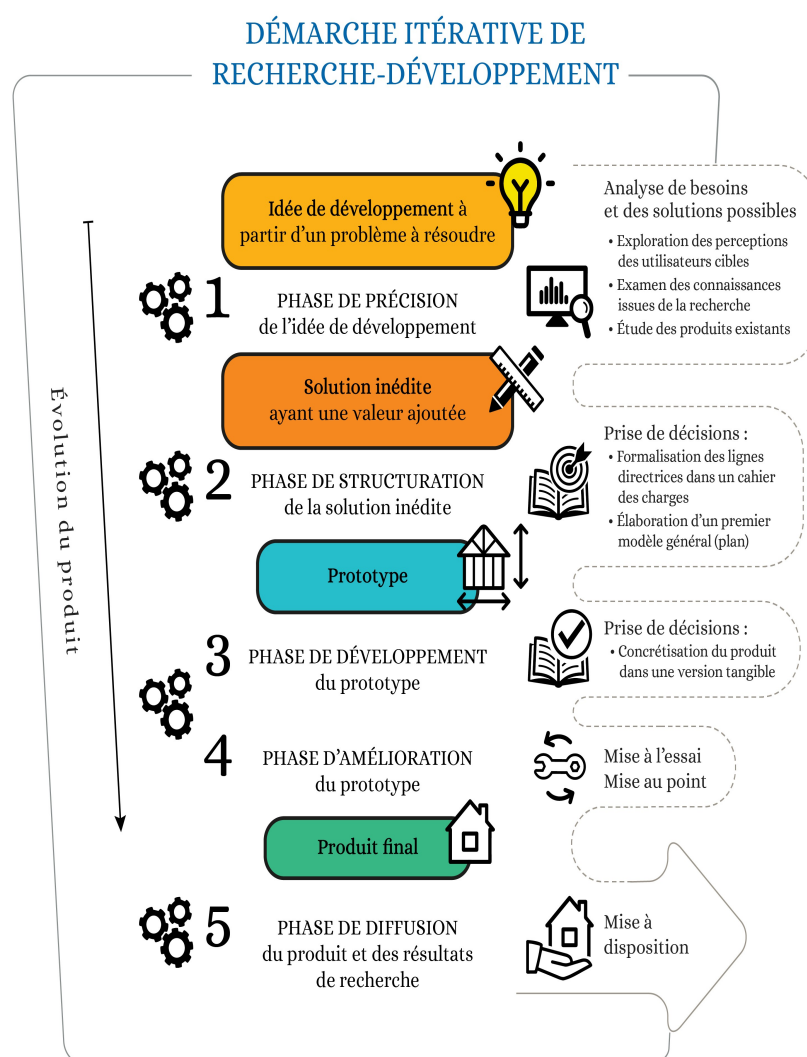 DÉMARCHE ITÉRATIVE DE
RECHERCHE-DÉVELOPPEMENT
Idée de développement à
partir d’un problème à résoudre
Analyse de besoins
et des solutions possibles
• Exploration des perceptions
des utilisateurs cibles
• Examen des connaissances
issues de la recherche
• Étude des produits existants
1
PHASE DE PRÉCISION
de l’idée de développement
Évolution du produit
Solution inédite
ayant une valeur ajoutée
2
PHASE DE STRUCTURATION
de la solution inédite
Prise de décisions :
• Formalisation des lignes
directrices dans un cahier
des charges
• Élaboration d’un premier
modèle général (plan)
Prototype
3
PHASE DE DÉVELOPPEMENT
du prototype
Prise de décisions :
• Concrétisation du produit
dans une version tangible
4
PHASE D’AMÉLIORATION
du prototype
Mise à l’essai
Mise au point
Produit final
5
PHASE DE DIFFUSION
du produit et des résultats
de recherche
Mise à
disposition